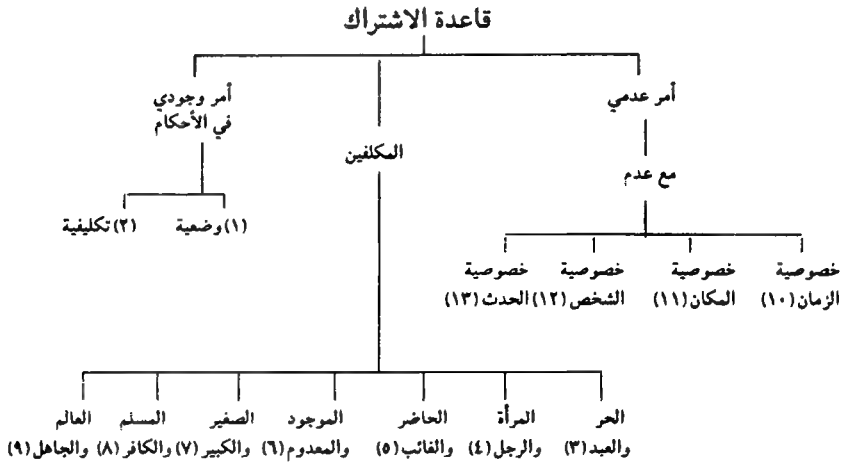 قاعدة الاشتراك
أمر عدمي
مع عدم
خصوصية الزمان (١٠)
خصوصية المكان (١١)
خصوصية الشخص (١٢)
خصوصية الحدث (١٣)
المكلفين
الحر والعبد (٣)
المرأة والرجل (٤)
الحاضر والغائب (٥)
الموجود والمعدوم (٦)
الصغير والكبير (٧)
المسلم والكافر (٨)
العالم والجاهل (٩)
أمر وجودي
في الأحكام
(١) وضعية
(٢) تكليفية